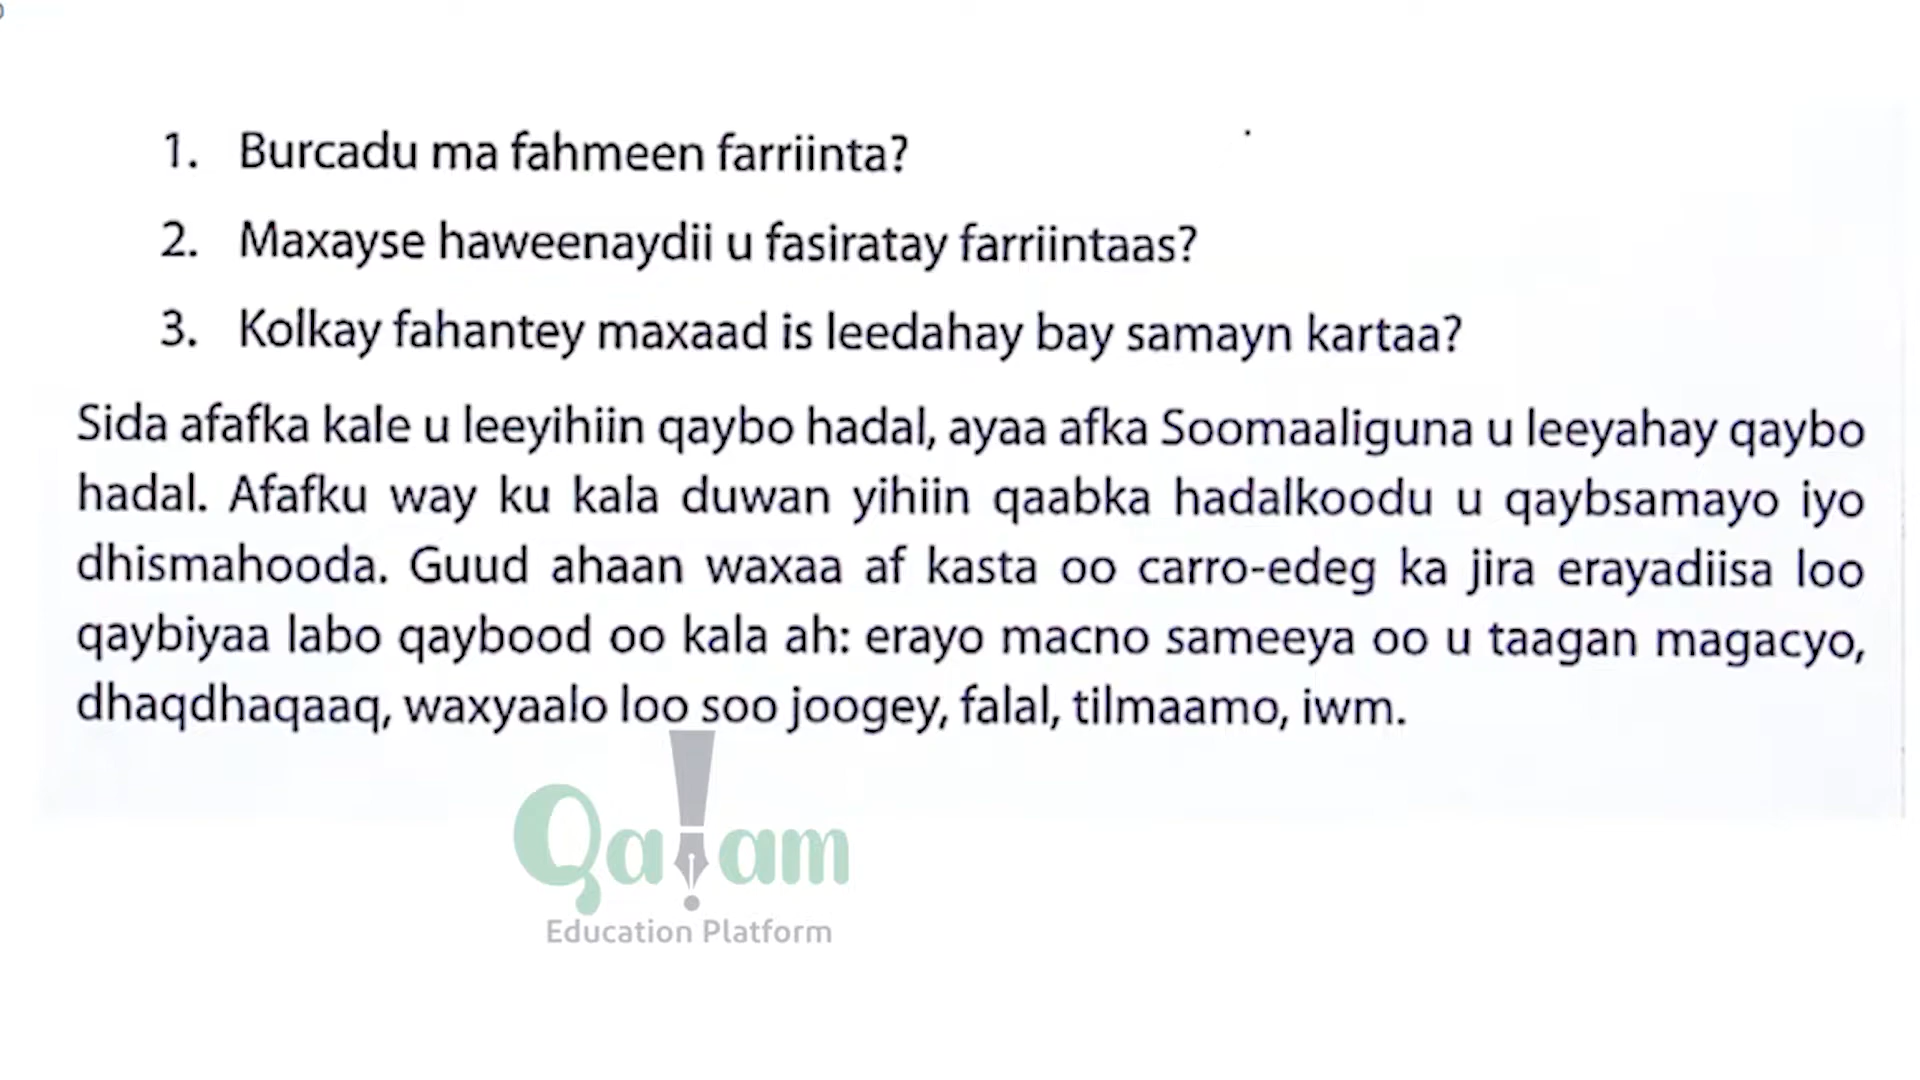 1. Burcadu ma fahmeen farriinta?
2. Maxayse haweenaydii u fasiratay farriintaas?
3. Kolkay fahantey maxaad is leedahay bay samayn kartaa?
Sida afafka kale u leeyihiin qaybo hadal, ayaa afka Soomaaliguna u leeyahay qaybo
hadal. Afafku way ku kala duwan yihiin qaabka hadalkoodu u qaybsamayo iyo
dhismahooda. Guud ahaan waxaa af kasta oo carro-edeg ka jira erayadiisa loo
qaybiyaa labo qaybood oo kala ah: erayo macno sameeya oo u taagan magacyo,
dhaqdhaqaaq, waxyaalo loo soo joogey, falal, tilmaamo, iwm.
Qalam
Education Platform